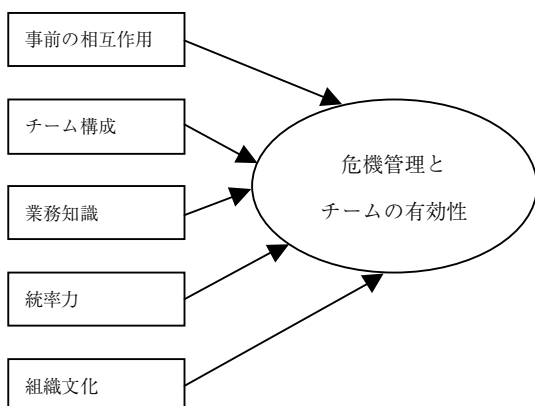 事前の相互作用
チーム構成
業務知識
統率力
組織文化
危機管理と
チームの有効性